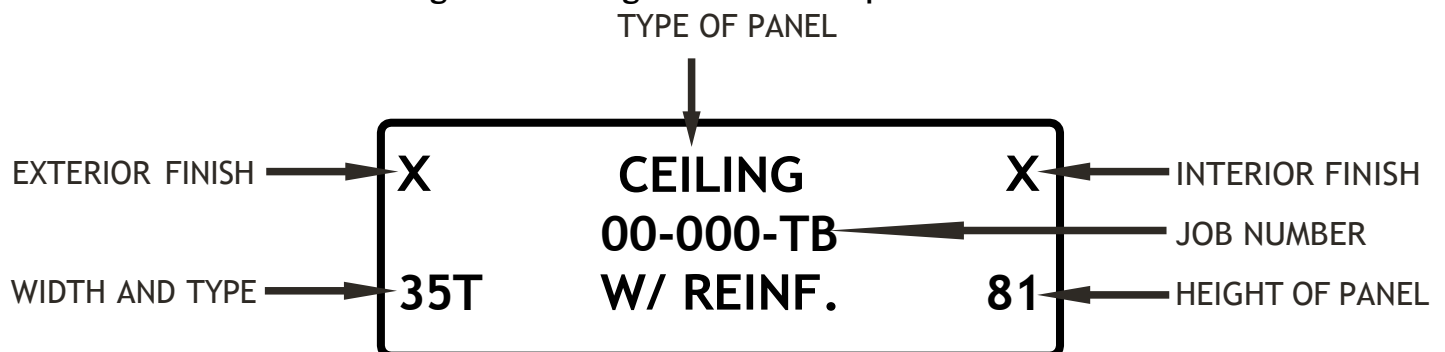 TYPE OF PANEL
EXTERIOR FINISH X CEILING X INTERIOR FINISH
00-000-TB JOB NUMBER
WIDTH AND TYPE 35T W/ REINF. 81 HEIGHT OF PANEL